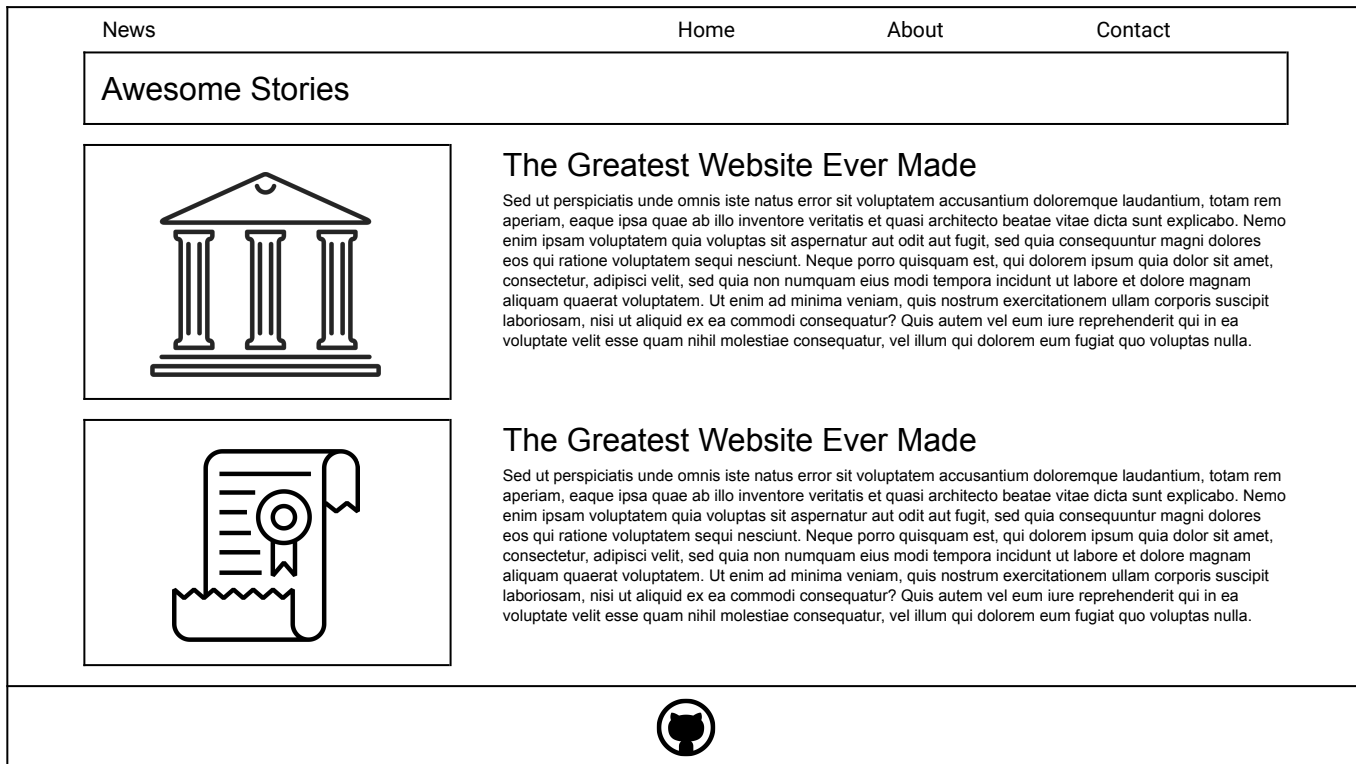 News Home About Contact
Awesome Stories
The Greatest Website Ever Made
Sed ut perspiciatis unde omnis iste natus error sit voluptatem accusantium doloremque laudantium, totam rem
aperiam, eaque ipsa quae ab illo inventore veritatis et quasi architecto beatae vitae dicta sunt explicabo. Nemo
enim ipsam voluptatem quia voluptas sit aspernatur aut odit aut fugit, sed quia consequuntur magni dolores
eos qui ratione voluptatem sequi nesciunt. Neque porro quisquam est, qui dolorem ipsum quia dolor sit amet,
consectetur, adipisci velit, sed quia non numquam eius modi tempora incidunt ut labore et dolore magnam
aliquam quaerat voluptatem. Ut enim ad minima veniam, quis nostrum exercitationem ullam corporis suscipit
laboriosam, nisi ut aliquid ex ea commodi consequatur? Quis autem vel eum iure reprehenderit qui in ea
voluptate velit esse quam nihil molestiae consequatur, vel illum qui dolorem eum fugiat quo voluptas nulla.
The Greatest Website Ever Made
Sed ut perspiciatis unde omnis iste natus error sit voluptatem accusantium doloremque laudantium, totam rem
aperiam, eaque ipsa quae ab illo inventore veritatis et quasi architecto beatae vitae dicta sunt explicabo. Nemo
enim ipsam voluptatem quia voluptas sit aspernatur aut odit aut fugit, sed quia consequuntur magni dolores
eos qui ratione voluptatem sequi nesciunt. Neque porro quisquam est, qui dolorem ipsum quia dolor sit amet,
consectetur, adipisci velit, sed quia non numquam eius modi tempora incidunt ut labore et dolore magnam
aliquam quaerat voluptatem. Ut enim ad minima veniam, quis nostrum exercitationem ullam corporis suscipit
laboriosam, nisi ut aliquid ex ea commodi consequatur? Quis autem vel eum iure reprehenderit qui in ea
voluptate velit esse quam nihil molestiae consequatur, vel illum qui dolorem eum fugiat quo voluptas nulla.